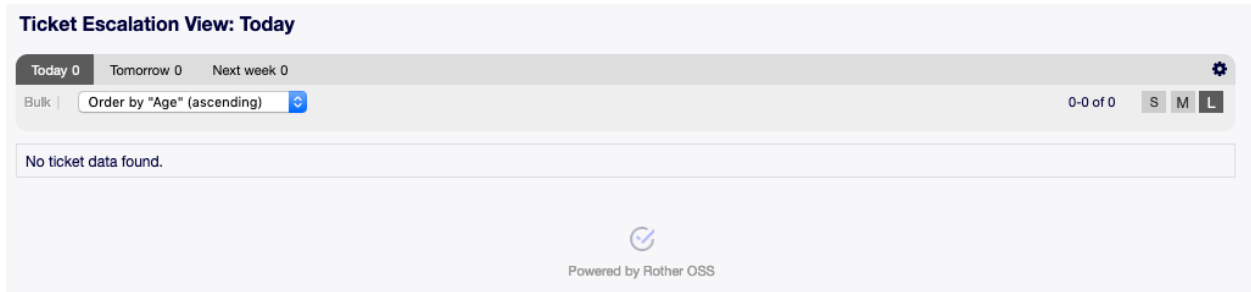 Ticket Escalation View: Today
Today 0 Tomorrow 0 Next week 0
Bulk | Order by "Age" (ascending) 0-0 of 0 S M L
No ticket data found.
Powered by Rother OSS